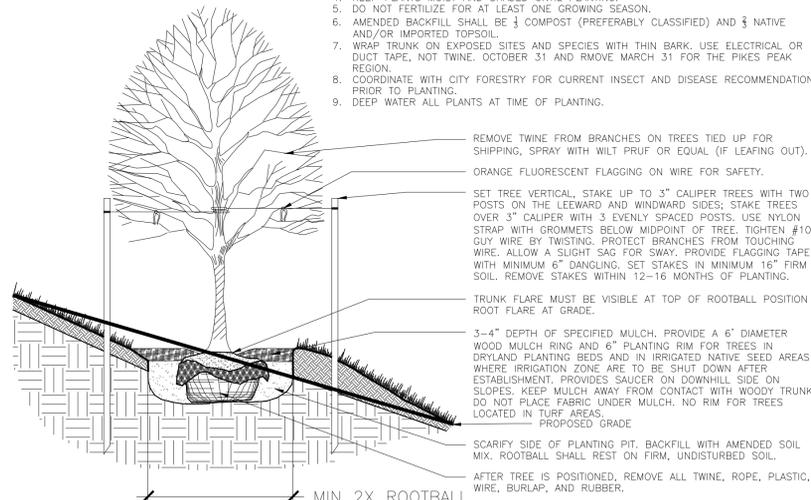 5. DO NOT FERTILIZE FOR AT LEAST ONE GROWING SEASON.
6. AMENDED BACKFILL SHALL BE 1/3 COMPOST (PREFERABLY CLASSIFIED) AND 2/3 NATIVE
AND/OR IMPORTED TOPSOIL.
7. WRAP TRUNK ON EXPOSED SITES AND SPECIES WITH THIN BARK. USE ELECTRICAL OR
DUCT TAPE, NOT TWINE. OCTOBER 31 AND RMOVE MARCH 31 FOR THE PIKES PEAK
REGION.
8. COORDINATE WITH CITY FORESTRY FOR CURRENT INSECT AND DISEASE RECOMMENDATION
PRIOR TO PLANTING.
9. DEEP WATER ALL PLANTS AT TIME OF PLANTING.
REMOVE TWINE FROM BRANCHES ON TREES TIED UP FOR
SHIPPING, SPRAY WITH WILT PRUF OR EQUAL (IF LEAFING OUT).
ORANGE FLUORESCENT FLAGGING ON WIRE FOR SAFETY.
SET TREE VERTICAL, STAKE UP TO 3" CALIPER TREES WITH TWO
POSTS ON THE LEEWARD AND WINDWARD SIDES; STAKE TREES
OVER 3" CALIPER WITH 3 EVENLY SPACED POSTS. USE NYLON
STRAP WITH GROMMETS BELOW MIDPOINT OF TREE. TIGHTEN #10
GUY WIRE BY TWISTING. PROTECT BRANCHES FROM TOUCHING
WIRE. ALLOW A SLIGHT SAG FOR SWAY. PROVIDE FLAGGING TAPE
WITH MINIMUM 6" DANGLING. SET STAKES IN MINIMUM 16" FIRM
SOIL. REMOVE STAKES WITHIN 12-16 MONTHS OF PLANTING.
TRUNK FLARE MUST BE VISIBLE AT TOP OF ROOTBALL POSITION
ROOT FLARE AT GRADE.
3-4" DEPTH OF SPECIFIED MULCH. PROVIDE A 6' DIAMETER
WOOD MULCH RING AND 6" PLANTING RIM FOR TREES IN
DRYLAND PLANTING BEDS AND IN IRRIGATED NATIVE SEED AREAS
WHERE IRRIGATION ZONE ARE TO BE SHUT DOWN AFTER
ESTABLISHMENT. PROVIDES SAUCER ON DOWNHILL SIDE ON
SLOPES. KEEP MULCH AWAY FROM CONTACT WITH WOODY TRUNK
DO NOT PLACE FABRIC UNDER MULCH. NO RIM FOR TREES
LOCATED IN TURF AREAS.
PROPOSED GRADE
SCARIFY SIDE OF PLANTING PIT. BACKFILL WITH AMENDED SOIL
MIX. ROOTBALL SHALL REST ON FIRM, UNDISTURBED SOIL.
AFTER TREE IS POSITIONED, REMOVE ALL TWINE, ROPE, PLASTIC,
WIRE, BURLAP, AND RUBBER.
MIN. 2X ROOTBALL